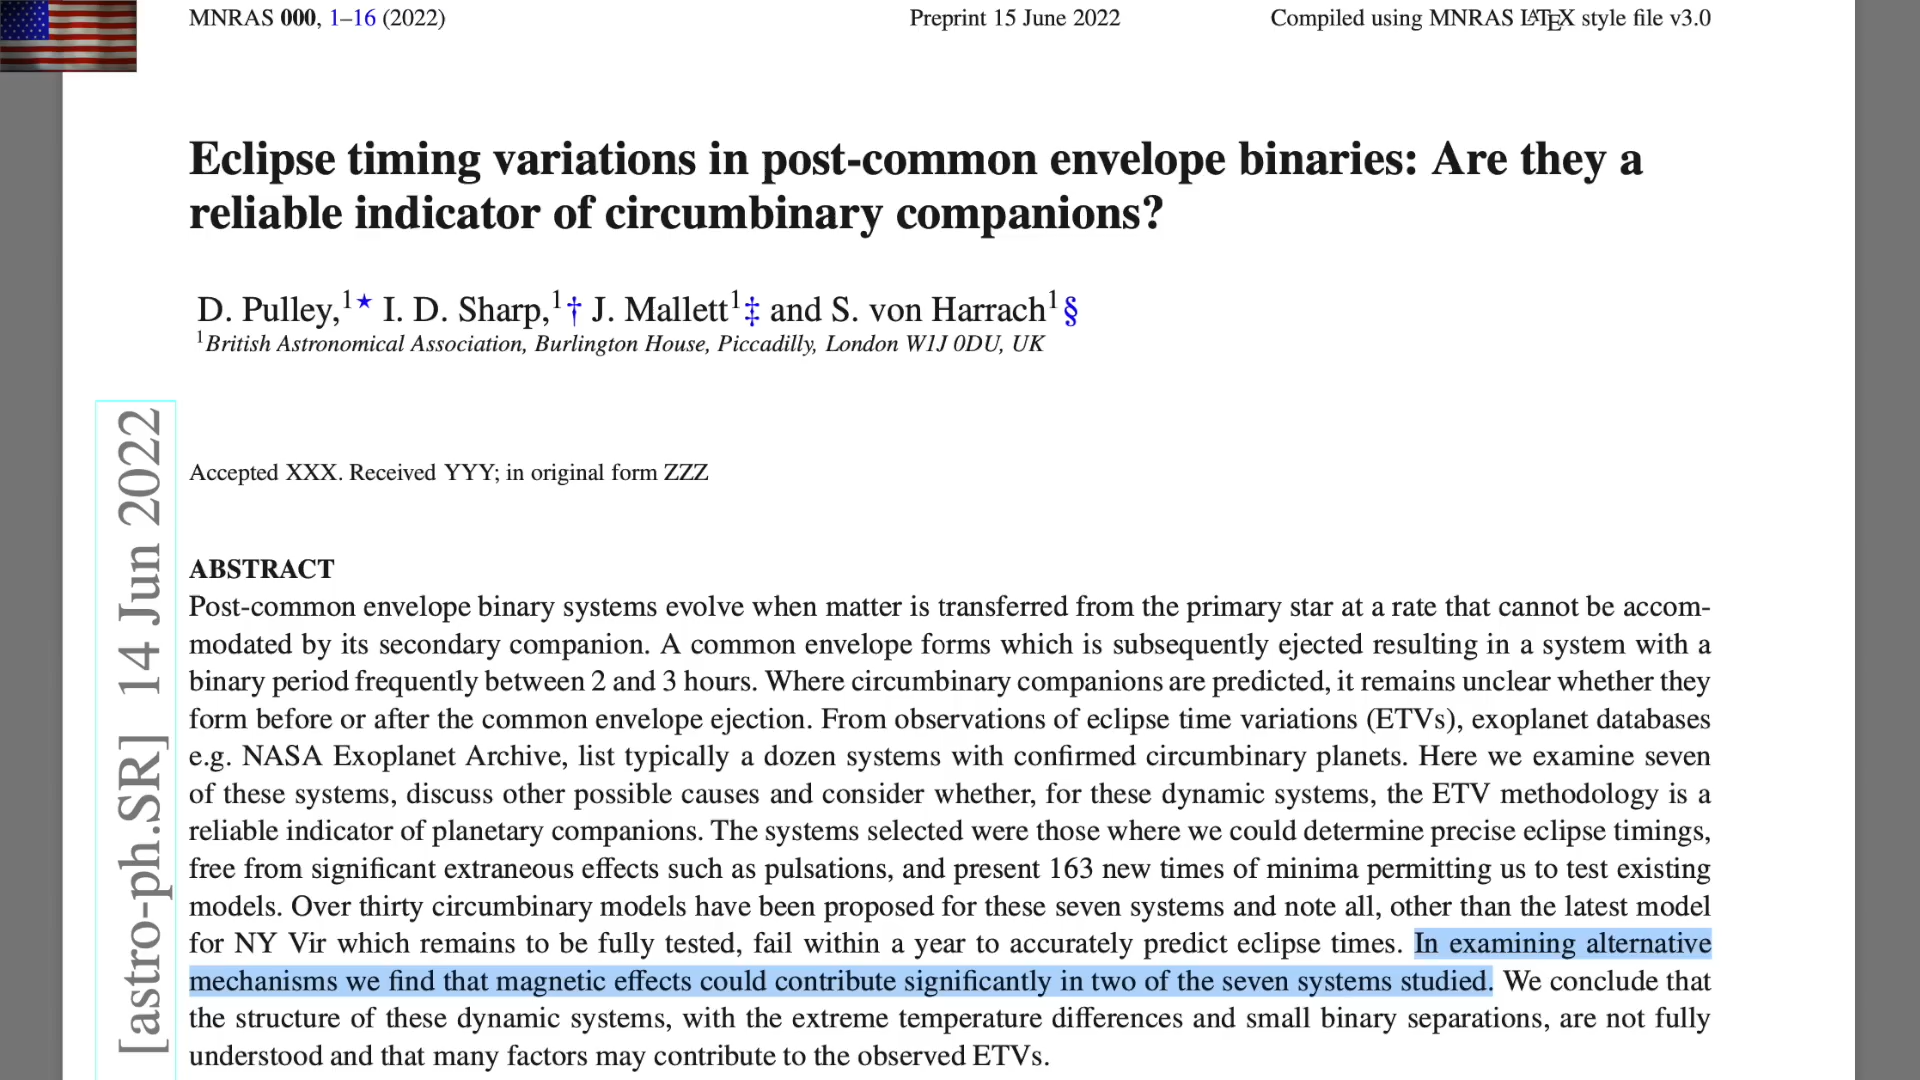 MNRAS 000, 1–16 (2022) Preprint 15 June 2022 Compiled using MNRAS LATEX style file v3.0
Eclipse timing variations in post-common envelope binaries: Are they a
reliable indicator of circumbinary companions?
D. Pulley,1⋆ I. D. Sharp,1† J. Mallett1‡ and S. von Harrach1§
1British Astronomical Association, Burlington House, Piccadilly, London W1J 0DU, UK
Accepted XXX. Received YYY; in original form ZZZ
ABSTRACT
Post-common envelope binary systems evolve when matter is transferred from the primary star at a rate that cannot be accom-
modated by its secondary companion. A common envelope forms which is subsequently ejected resulting in a system with a
binary period frequently between 2 and 3 hours. Where circumbinary companions are predicted, it remains unclear whether they
form before or after the common envelope ejection. From observations of eclipse time variations (ETVs), exoplanet databases
e.g. NASA Exoplanet Archive, list typically a dozen systems with confirmed circumbinary planets. Here we examine seven
of these systems, discuss other possible causes and consider whether, for these dynamic systems, the ETV methodology is a
reliable indicator of planetary companions. The systems selected were those where we could determine precise eclipse timings,
free from significant extraneous effects such as pulsations, and present 163 new times of minima permitting us to test existing
models. Over thirty circumbinary models have been proposed for these seven systems and note all, other than the latest model
for NY Vir which remains to be fully tested, fail within a year to accurately predict eclipse times. In examining alternative
mechanisms we find that magnetic effects could contribute significantly in two of the seven systems studied. We conclude that
the structure of these dynamic systems, with the extreme temperature differences and small binary separations, are not fully
understood and that many factors may contribute to the observed ETVs.
[astro-ph.SR] 14 Jun 2022